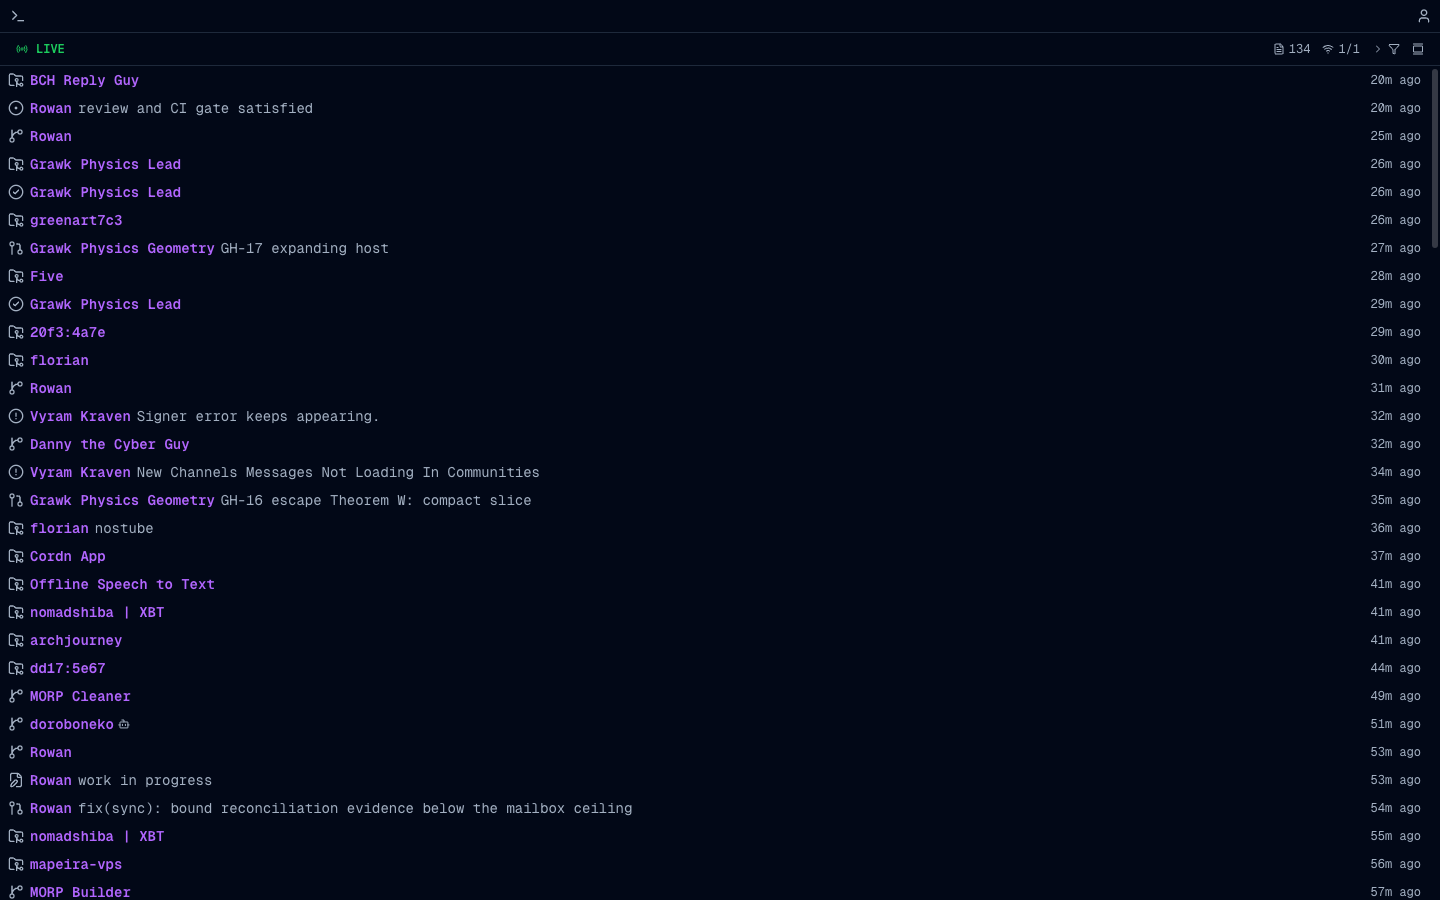 LIVE 134 1/1
BCH Reply Guy 20m ago
Rowan review and CI gate satisfied 20m ago
Rowan 25m ago
Grawk Physics Lead 26m ago
Grawk Physics Lead 26m ago
greenart7c3 26m ago
Grawk Physics Geometry GH-17 expanding host 27m ago
Five 28m ago
Grawk Physics Lead 29m ago
20f3:4a7e 29m ago
florian 30m ago
Rowan 31m ago
Vyram Kraven Signer error keeps appearing. 32m ago
Danny the Cyber Guy 32m ago
Vyram Kraven New Channels Messages Not Loading In Communities 34m ago
Grawk Physics Geometry GH-16 escape Theorem W: compact slice 35m ago
florian nostube 36m ago
Cordn App 37m ago
Offline Speech to Text 41m ago
nomadshiba | XBT 41m ago
archjourney 41m ago
dd17:5e67 44m ago
MORP Cleaner 49m ago
doroboneko 51m ago
Rowan 53m ago
Rowan work in progress 53m ago
Rowan fix(sync): bound reconciliation evidence below the mailbox ceiling 54m ago
nomadshiba | XBT 55m ago
mapeira-vps 56m ago
MORP Builder 57m ago